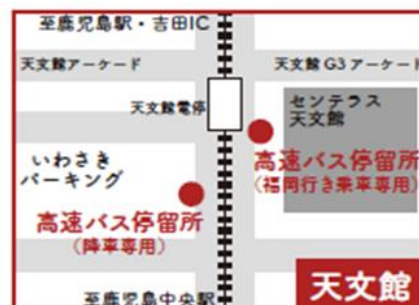 至鹿児島駅・吉田IC
天文館アーケード
天文館G3アーケード
天文館電停
センテラス
天文館
いわさき
パーキング
高速バス停留所
(福岡行き乗車専用)
高速バス停留所
(降車専用)
至鹿児島中央駅
天文館